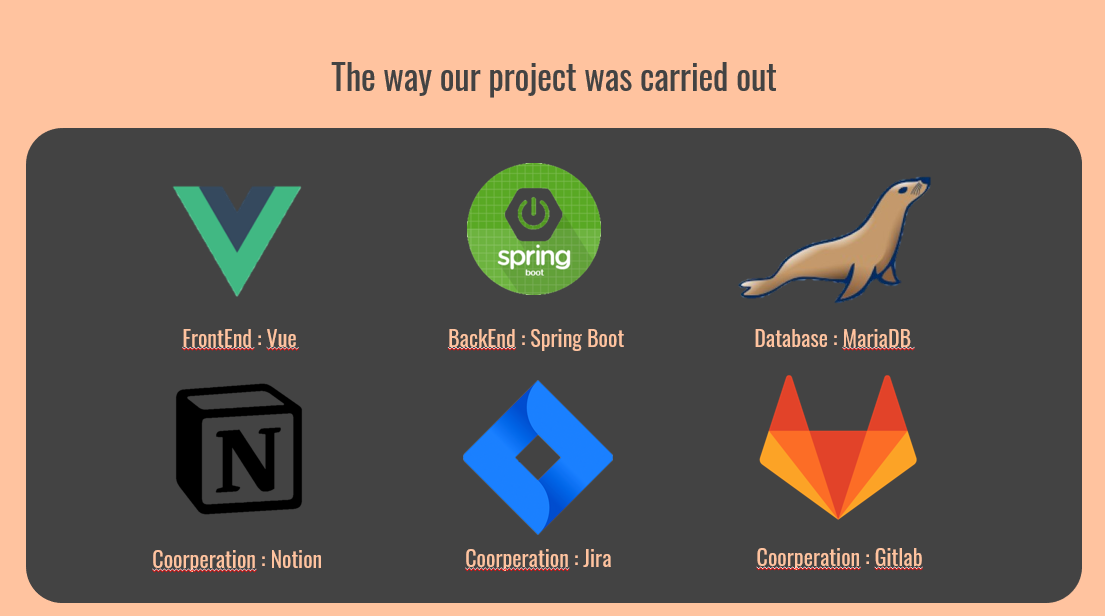 The way our project was carried out
spring
boot
FrontEnd : Vue
BackEnd : Spring Boot
Database : MariaDB
N
Coorperation : Notion
Coorperation : Jira
Coorperation : Gitlab